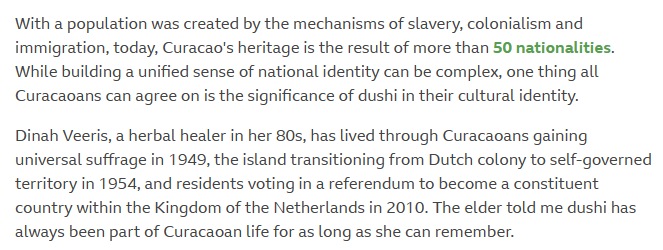 With a population was created by the mechanisms of slavery, colonialism and
immigration, today, Curacao's heritage is the result of more than 50 nationalities.
While building a unified sense of national identity can be complex, one thing all
Curacaoans can agree on is the significance of dushi in their cultural identity.
Dinah Veeris, a herbal healer in her 80s, has lived through Curacaoans gaining
universal suffrage in 1949, the island transitioning from Dutch colony to self-governed
territory in 1954, and residents voting in a referendum to become a constituent
country within the Kingdom of the Netherlands in 2010. The elder told me dushi has
always been part of Curacaoan life for as long as she can remember.